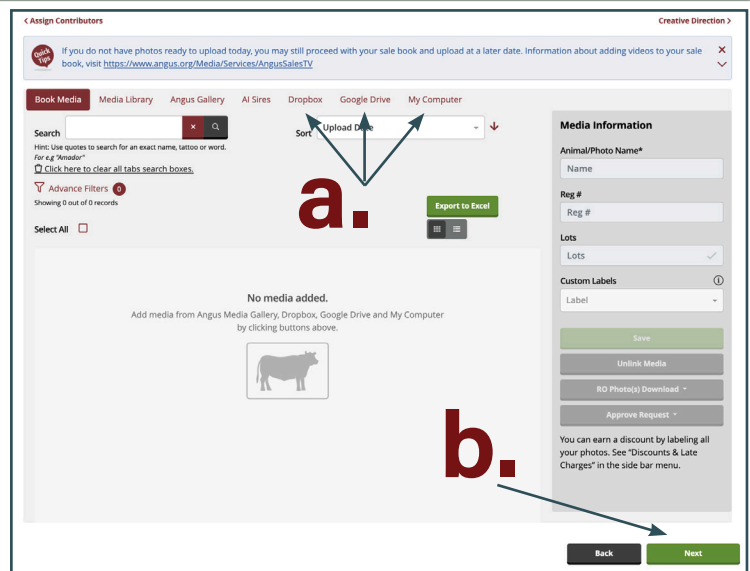 < Assign Contributors
Creative Direction >
Quick Tips
If you do not have photos ready to upload today, you may still proceed with your sale book and upload at a later date. Information about adding videos to your sale
book, visit https://www.angus.org/Media/Services/AngusSalesTV
Book Media
Media Library
Angus Gallery
AI Sires
Dropbox
Google Drive
My Computer
Search
Sort
Upload Date
Hint: Use quotes to search for an exact name, tattoo or word.
For e.g "Amador"
Click here to clear all tabs search boxes.
Advance Filters 0
Showing 0 out of 0 records
Select All
a.
Export to Excel
No media added.
Add media from Angus Media Gallery, Dropbox, Google Drive and My Computer
by clicking buttons above.
Media Information
Animal/Photo Name*
Name
Reg #
Reg #
Lots
Lots
Custom Labels
Label
Save
Unlink Media
RO Photo(s) Download
Approve Request
You can earn a discount by labeling all
your photos. See "Discounts & Late
Charges" in the side bar menu.
b.
Back
Next